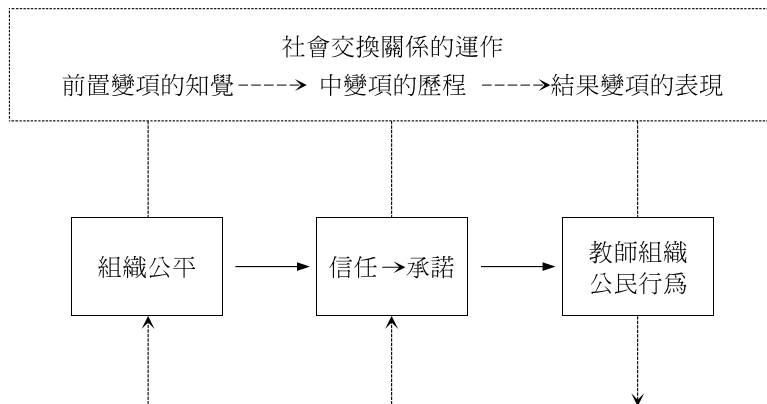 社會交換關係的運作
前置變項的知覺 中變項的歷程 結果變項的表現
組織公平
信任→承諾
教師組織
公民行爲